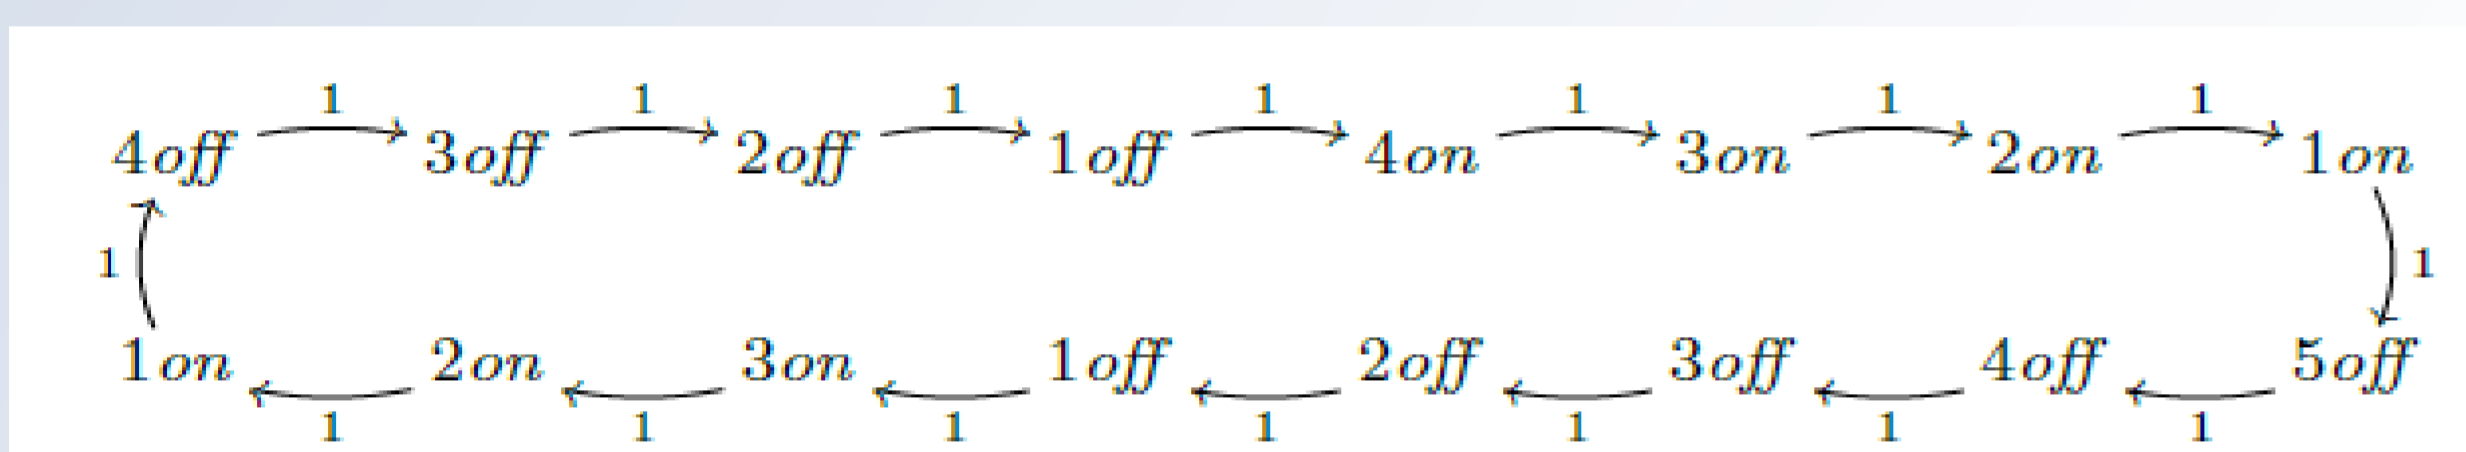 1 1 1 1 1 1 1
4off 3off 2off 1off 4on 3on 2on 1on
1 1
1on 2on 3on 1off 2off 3off 4off 5off
1 1 1 1 1 1 1